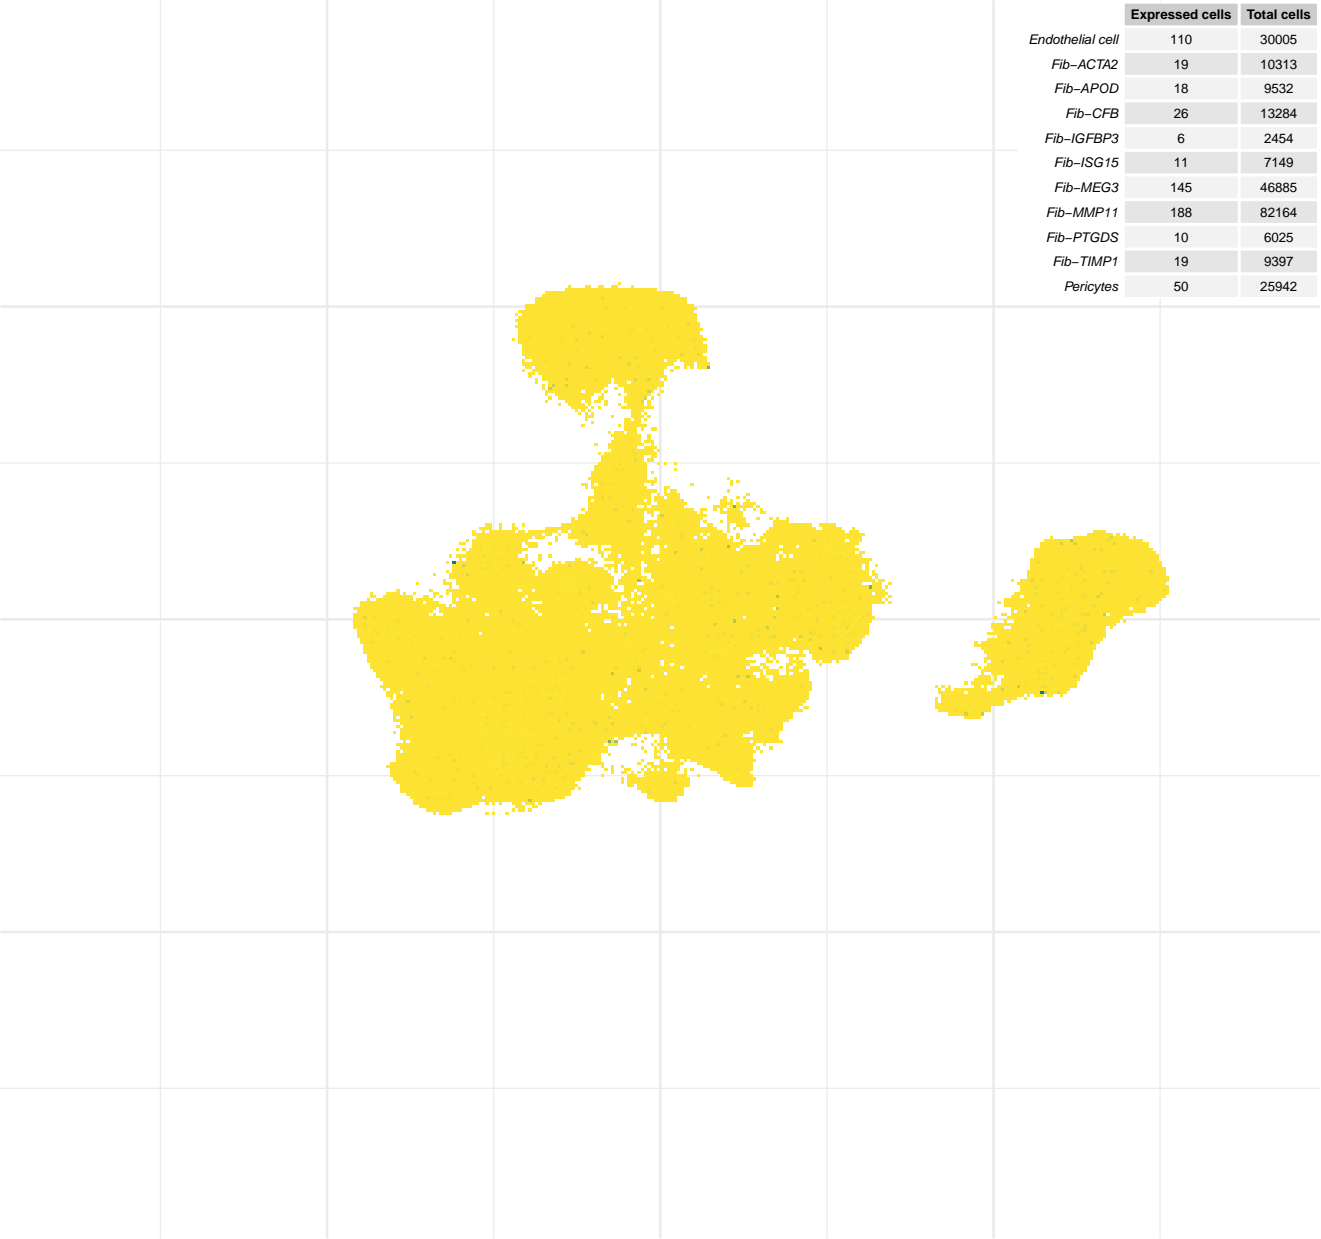 Expressed cells Total cells
Endothelial cell 110 30005
Fib−ACTA2 19 10313
Fib−APOD 18 9532
Fib−CFB 26 13284
Fib−IGFBP3 6 2454
Fib−ISG15 11 7149
Fib−MEG3 145 46885
Fib−MMP11 188 82164
Fib−PTGDS 10 6025
Fib−TIMP1 19 9397
Pericytes 50 25942